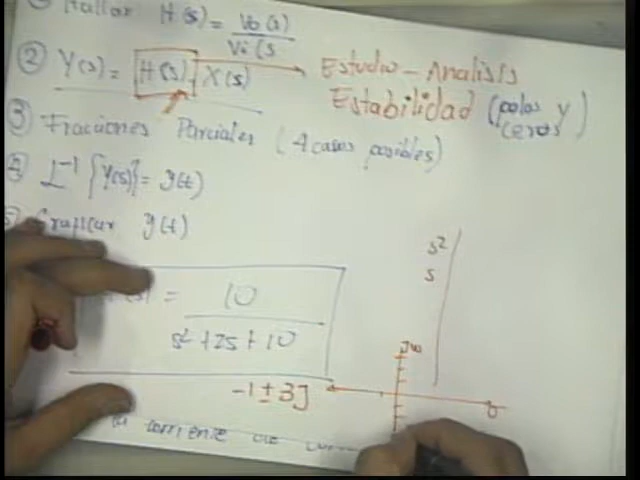 Hallar H(s) = Vo(s) / Vi(s
② Y(s) = H(s) X(s) → Estudio - Analisis
Estabilidad (polos y ceros)
③ Fracciones Parciales (4 casos posibles)
④ L⁻¹ {Y(s)} = y(t)
Graficar y(t)
= 10 / s² + 2s + 10
s²
s
Jw
-1 ± 3J
σ
corriente